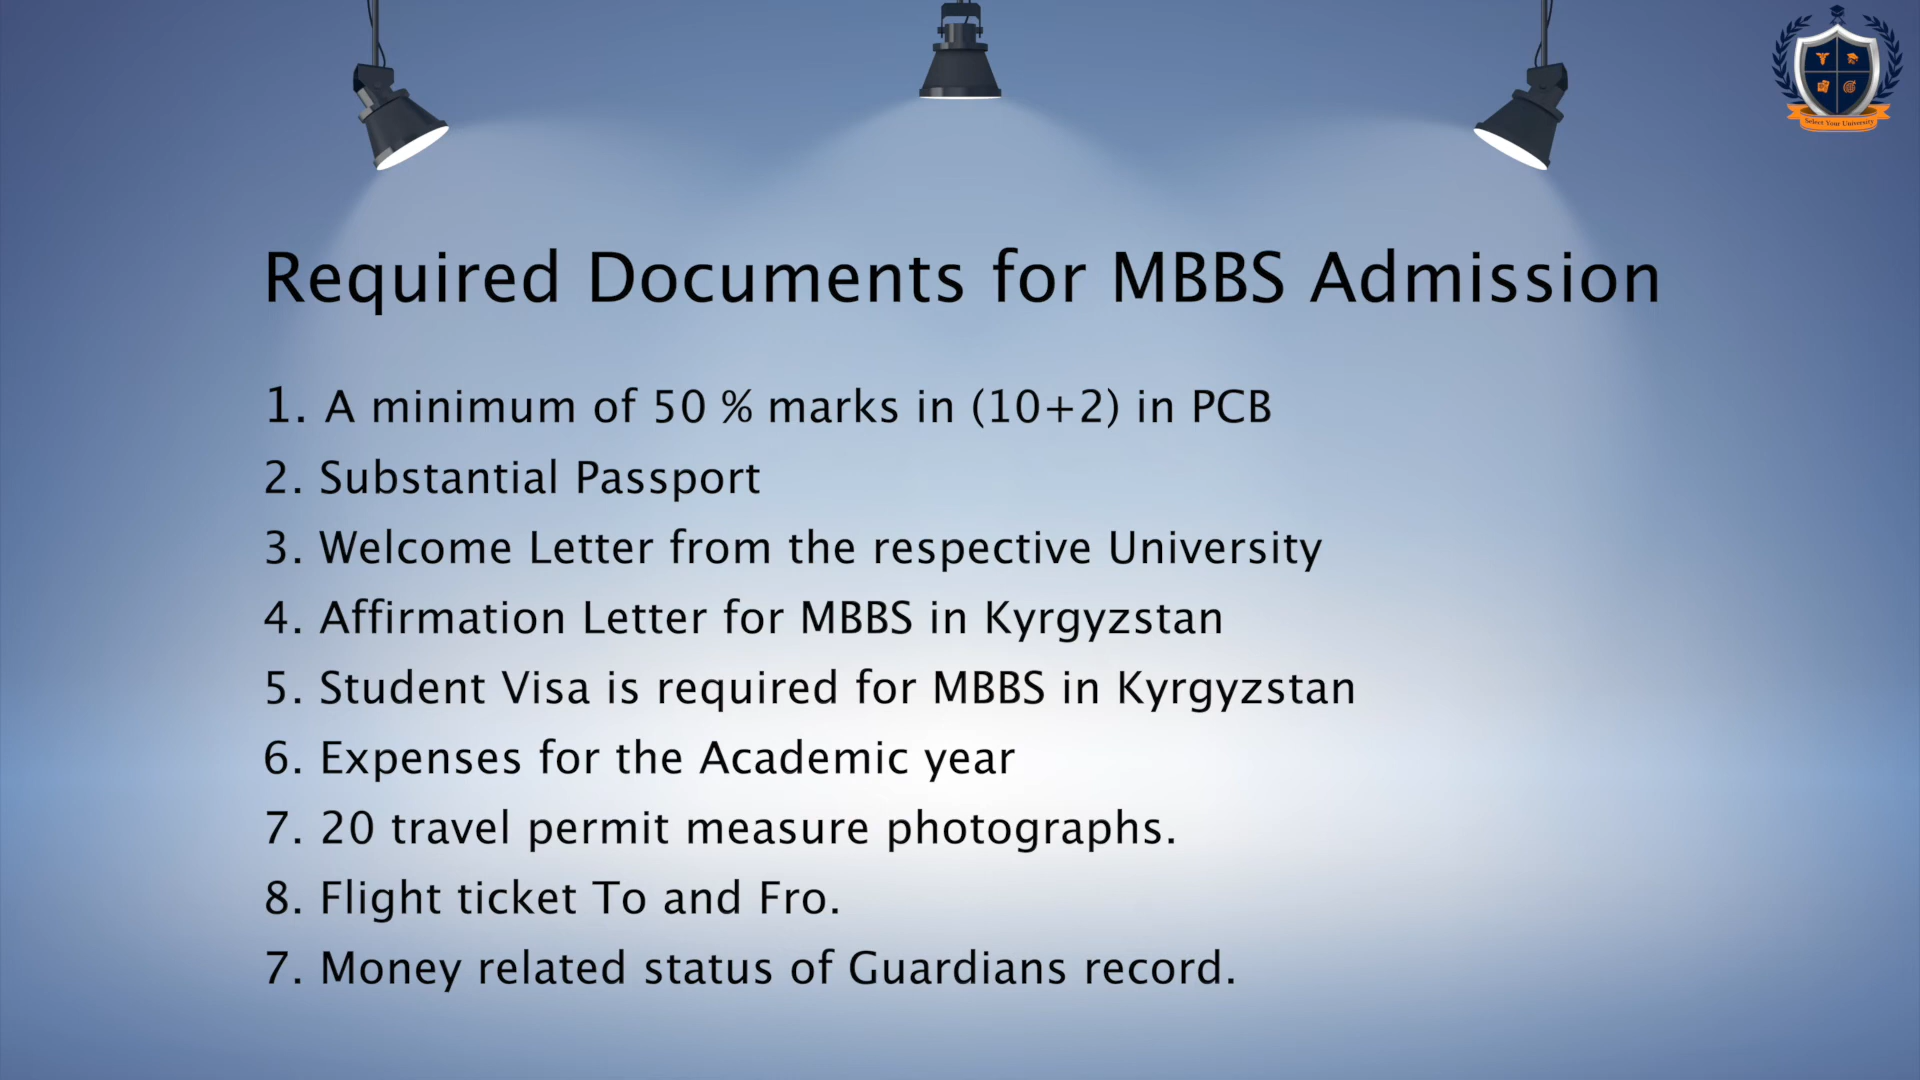 Select Your University
Required Documents for MBBS Admission
1. A minimum of 50 % marks in (10+2) in PCB
2. Substantial Passport
3. Welcome Letter from the respective University
4. Affirmation Letter for MBBS in Kyrgyzstan
5. Student Visa is required for MBBS in Kyrgyzstan
6. Expenses for the Academic year
7. 20 travel permit measure photographs.
8. Flight ticket To and Fro.
7. Money related status of Guardians record.